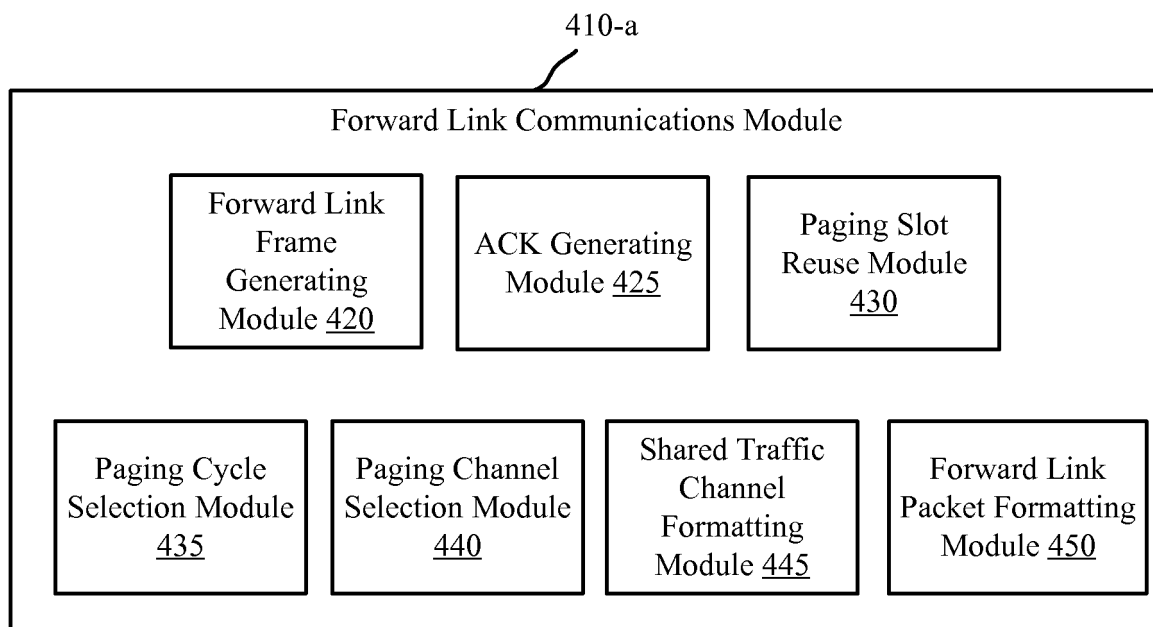 410-a
Forward Link Communications Module
Forward Link
Frame
Generating
Module 420
ACK Generating
Module 425
Paging Slot
Reuse Module
430
Paging Cycle
Selection Module
435
Paging Channel
Selection Module
440
Shared Traffic
Channel
Formatting
Module 445
Forward Link
Packet Formatting
Module 450